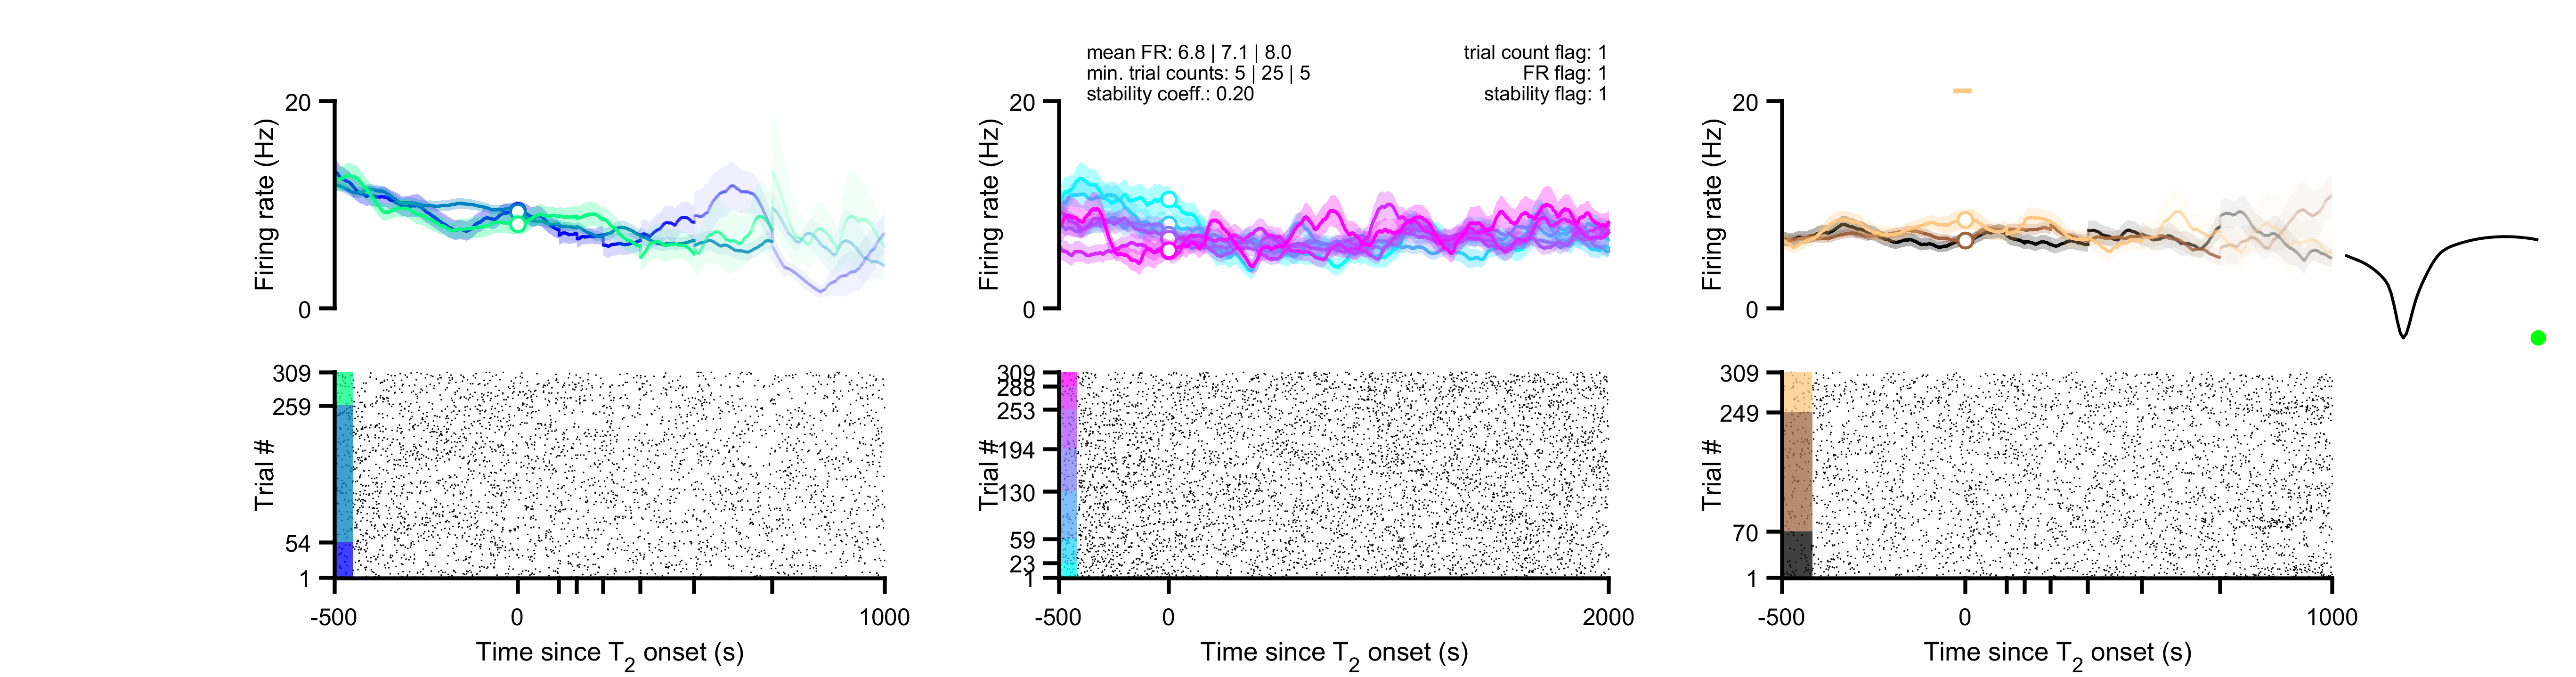 mean FR: 6.8 | 7.1 | 8.0
min. trial counts: 5 | 25 | 5
stability coeff.: 0.20
trial count flag: 1
FR flag: 1
stability flag: 1
20
Firing rate (Hz)
0
309
259
Trial #
54
1
-500
0
1000
Time since T2 onset (s)
20
Firing rate (Hz)
0
309
288
253
194
Trial #
130
59
23
1
-500
0
2000
Time since T2 onset (s)
20
Firing rate (Hz)
0
309
249
Trial #
70
1
-500
0
1000
Time since T2 onset (s)